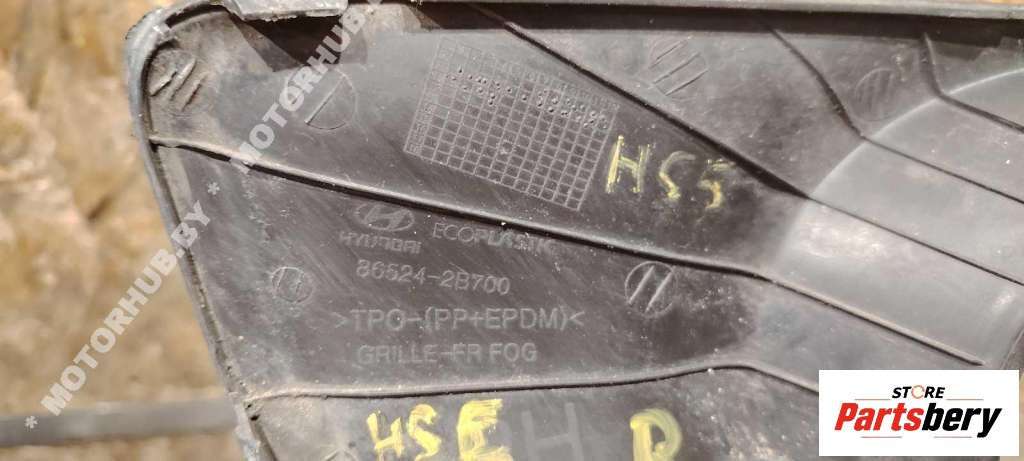 HS5
HYUNDAI ECOPLASTIC
86524-2B700
>TPO-(PP+EPDM)<
GRILLE-FR FOG
HSE H P
* MOTORHUB.BY * MOTORHUB.BY
STORE
Partsbery